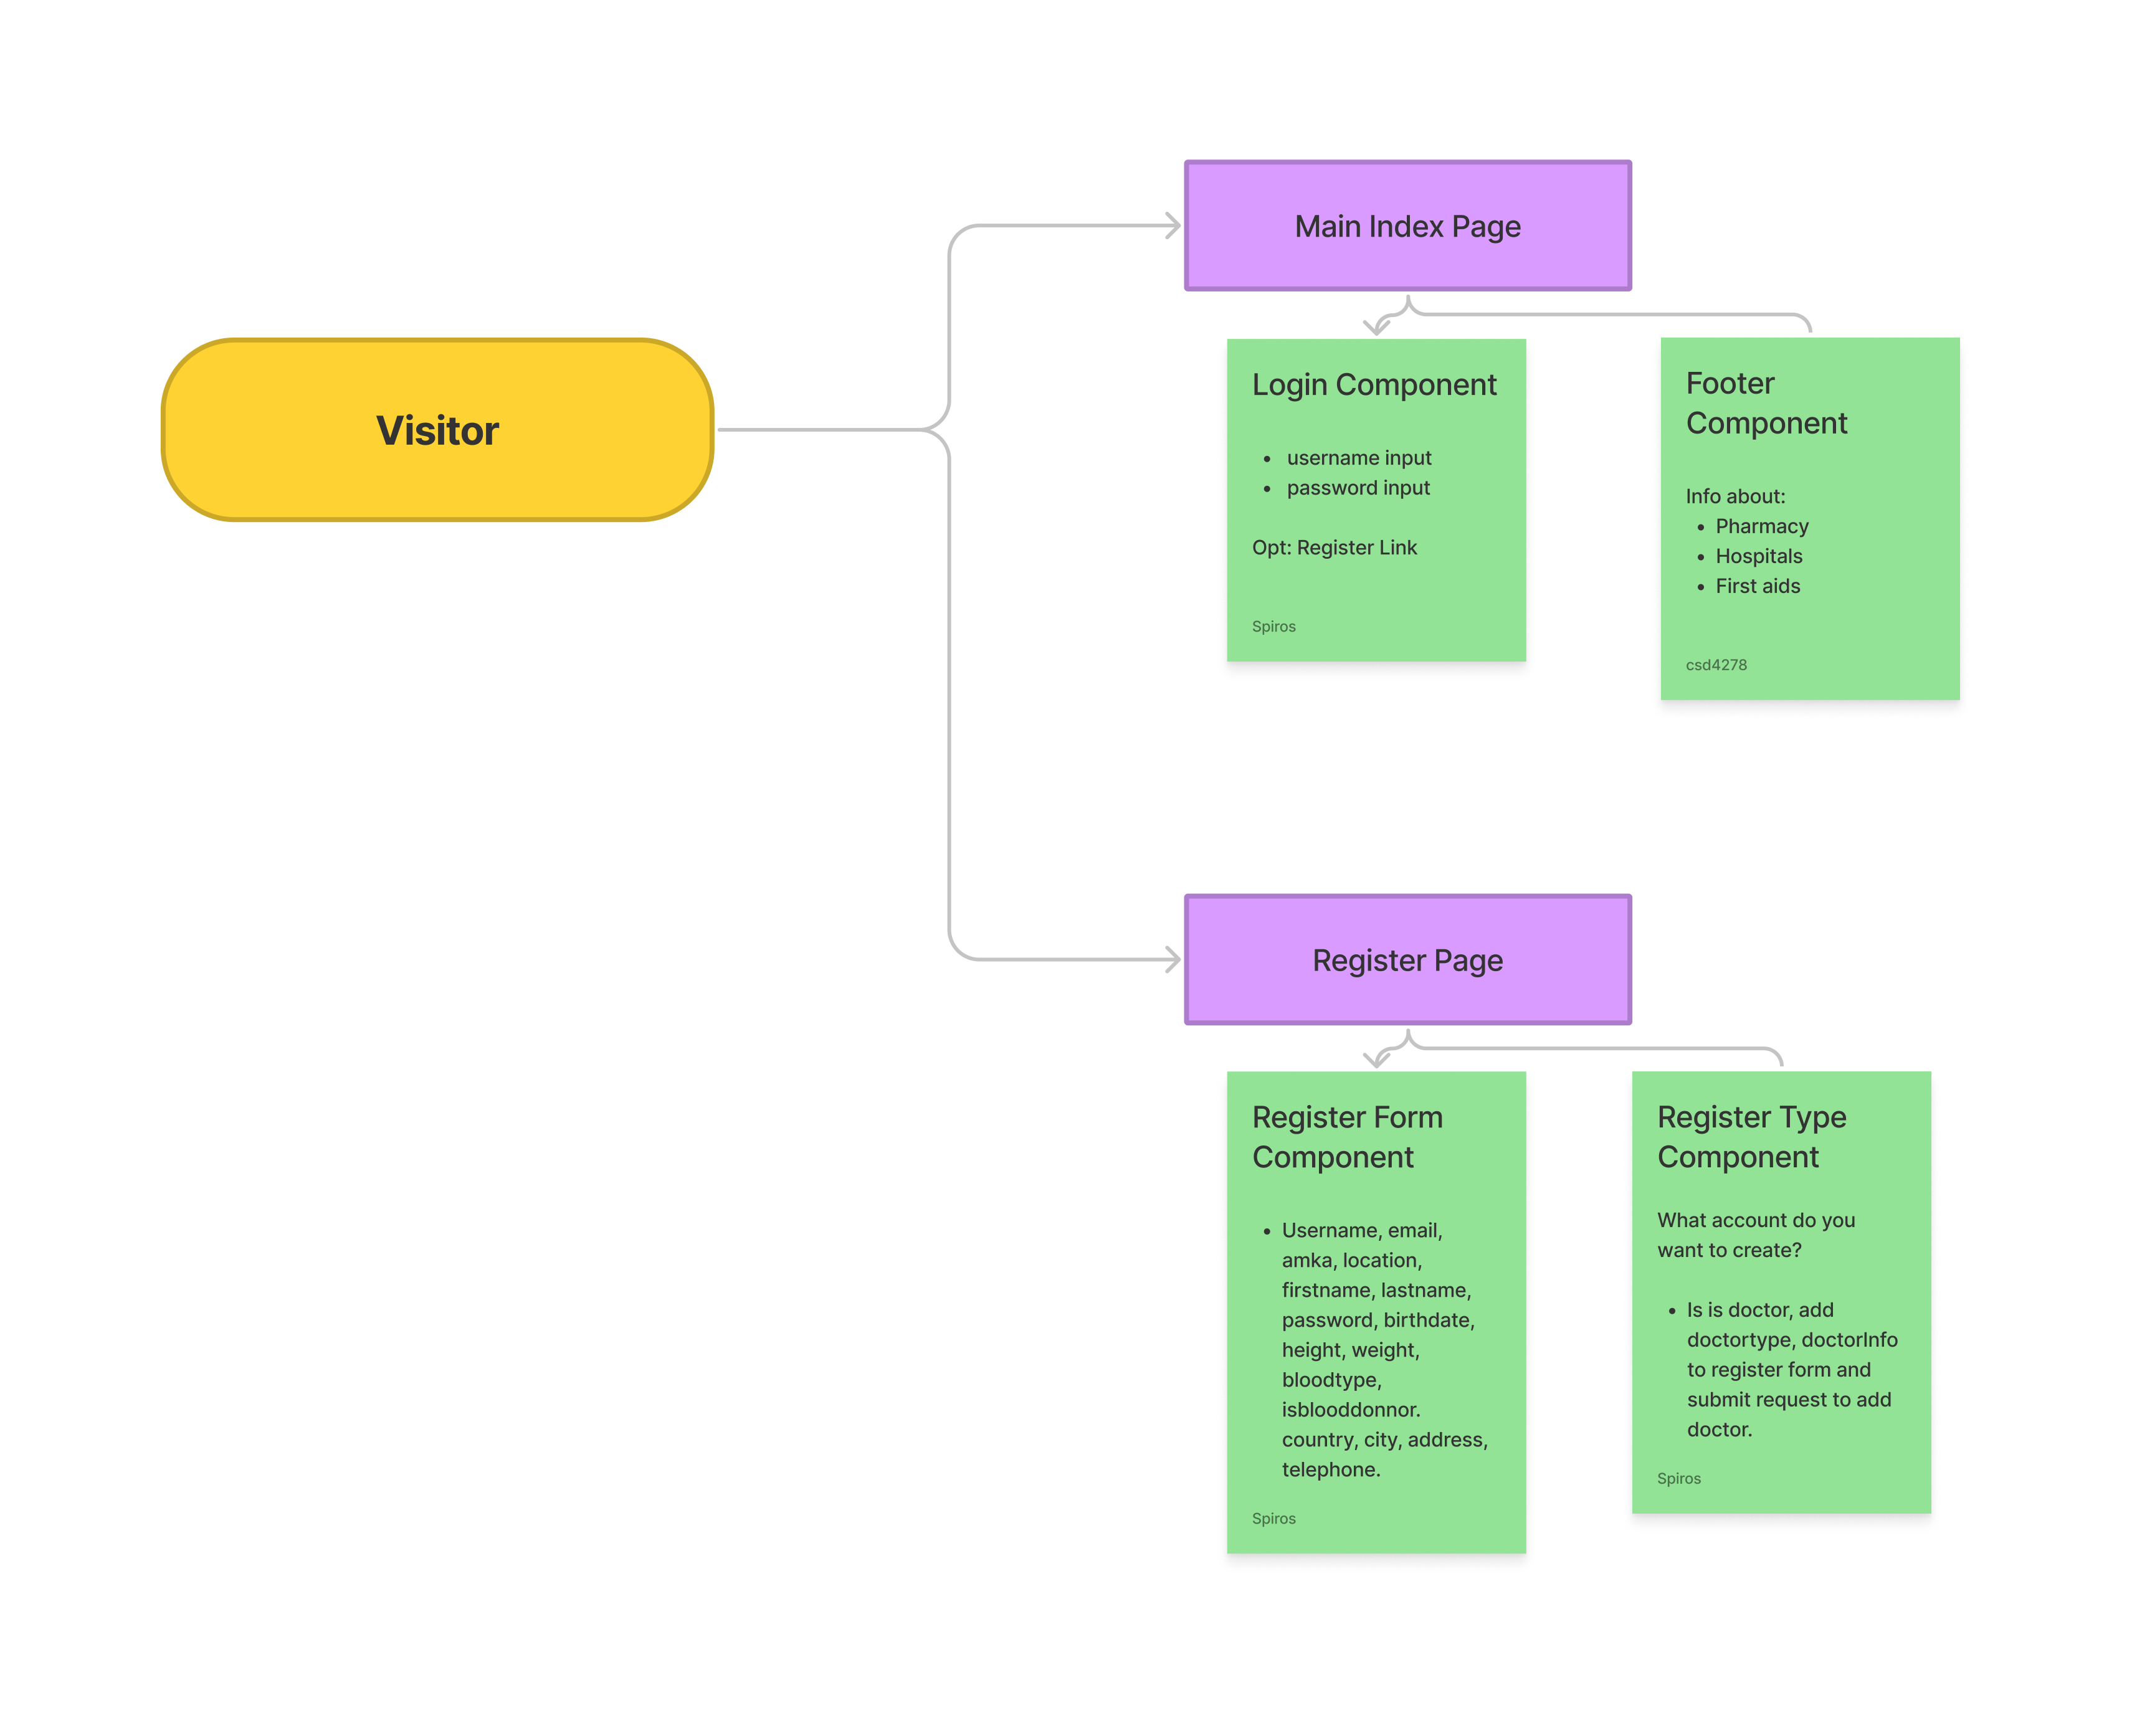 Visitor
Main Index Page
Login Component
• username input
• password input
Opt: Register Link
Spiros
Footer
Component
Info about:
• Pharmacy
• Hospitals
• First aids
csd4278
Register Page
Register Form
Component
• Username, email,
amka, location,
firstname, lastname,
password, birthdate,
height, weight,
bloodtype,
isblooddonnor.
country, city, address,
telephone.
Spiros
Register Type
Component
What account do you
want to create?
• Is is doctor, add
doctortype, doctorInfo
to register form and
submit request to add
doctor.
Spiros